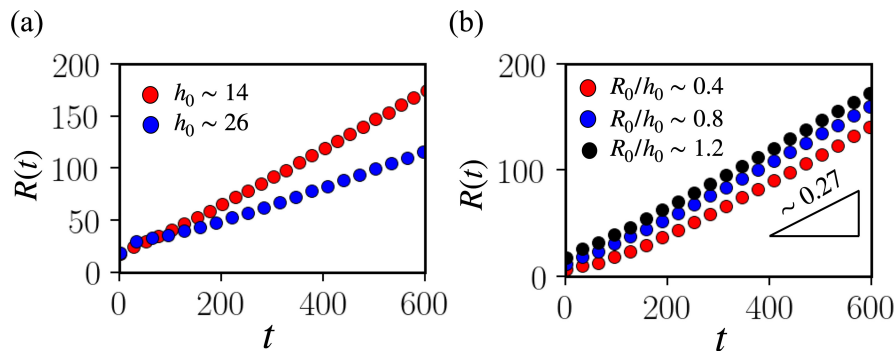 (a)
200
150
100
50
0
R(t)
h₀ ~ 14
h₀ ~ 26
0 200 400 600
t
(b)
200
100
0
R(t)
R₀/h₀ ~ 0.4
R₀/h₀ ~ 0.8
R₀/h₀ ~ 1.2
~ 0.27
0 200 400 600
t